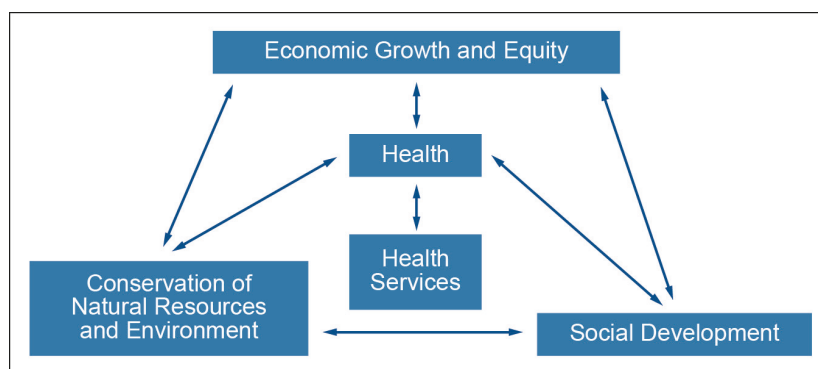 Economic Growth and Equity
Health
Health
Services
Conservation of
Natural Resources
and Environment
Social Development